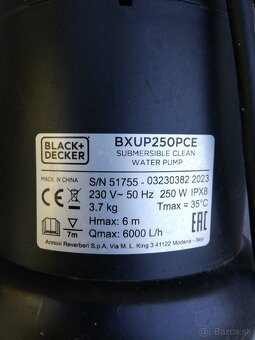 BLACK+
DECKER
BXUP250PCE
SUBMERSIBLE CLEAN
WATER PUMP
S/N 51755 - 03230382 2023
230 V~ 50 Hz 250 W IPX8
3.7 kg Tmax = 35°C
Hmax: 6 m
Qmax: 6000 L/h
7m
MADE IN CHINA
CE
EAC
Annovi Reverberi S.p.A. Via M. L. King 3 41122 Modena - Italy
Bazos.sk